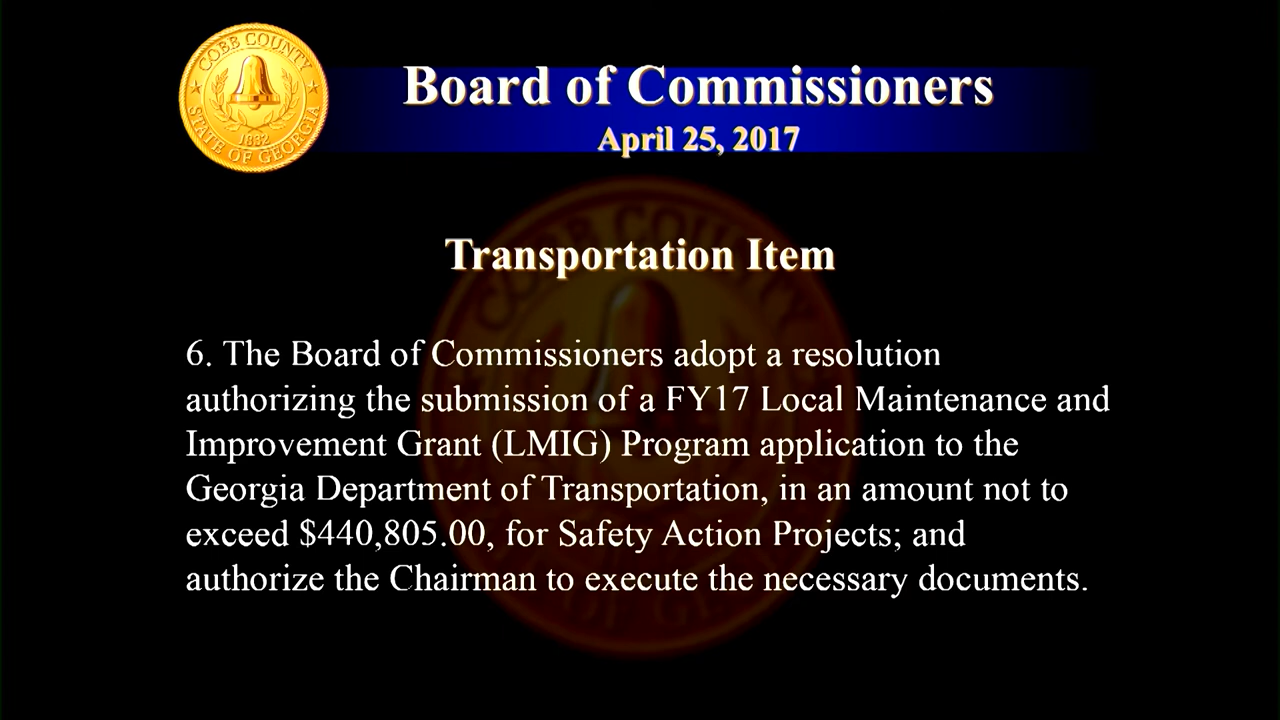 COBB COUNTY
1832
STATE OF GEORGIA
Board of Commissioners
April 25, 2017
Transportation Item
6. The Board of Commissioners adopt a resolution
authorizing the submission of a FY17 Local Maintenance and
Improvement Grant (LMIG) Program application to the
Georgia Department of Transportation, in an amount not to
exceed $440,805.00, for Safety Action Projects; and
authorize the Chairman to execute the necessary documents.